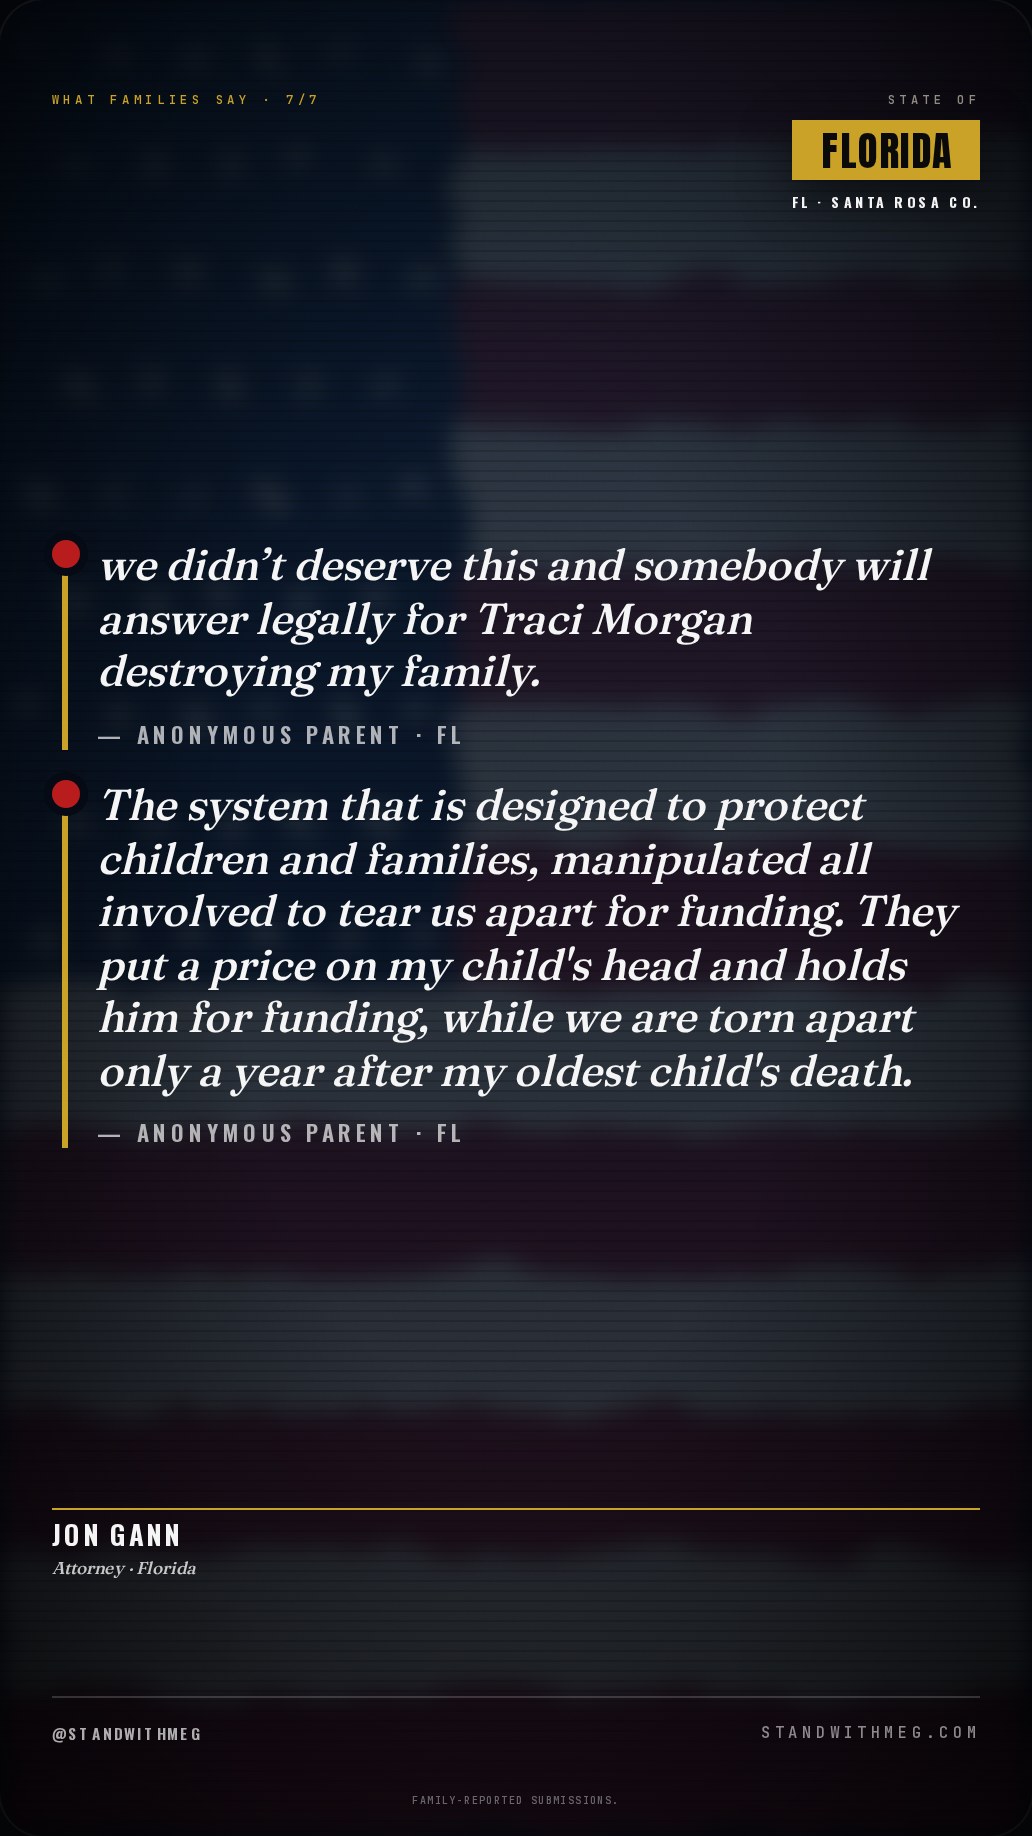 WHAT FAMILIES SAY · 7/7
STATE OF
FLORIDA
FL · SANTA ROSA CO.
we didn’t deserve this and somebody will
answer legally for Traci Morgan
destroying my family.
— ANONYMOUS PARENT · FL
The system that is designed to protect
children and families, manipulated all
involved to tear us apart for funding. They
put a price on my child's head and holds
him for funding, while we are torn apart
only a year after my oldest child's death.
— ANONYMOUS PARENT · FL
JON GANN
Attorney · Florida
@STANDWITHMEG
STANDWITHMEG.COM
FAMILY-REPORTED SUBMISSIONS.